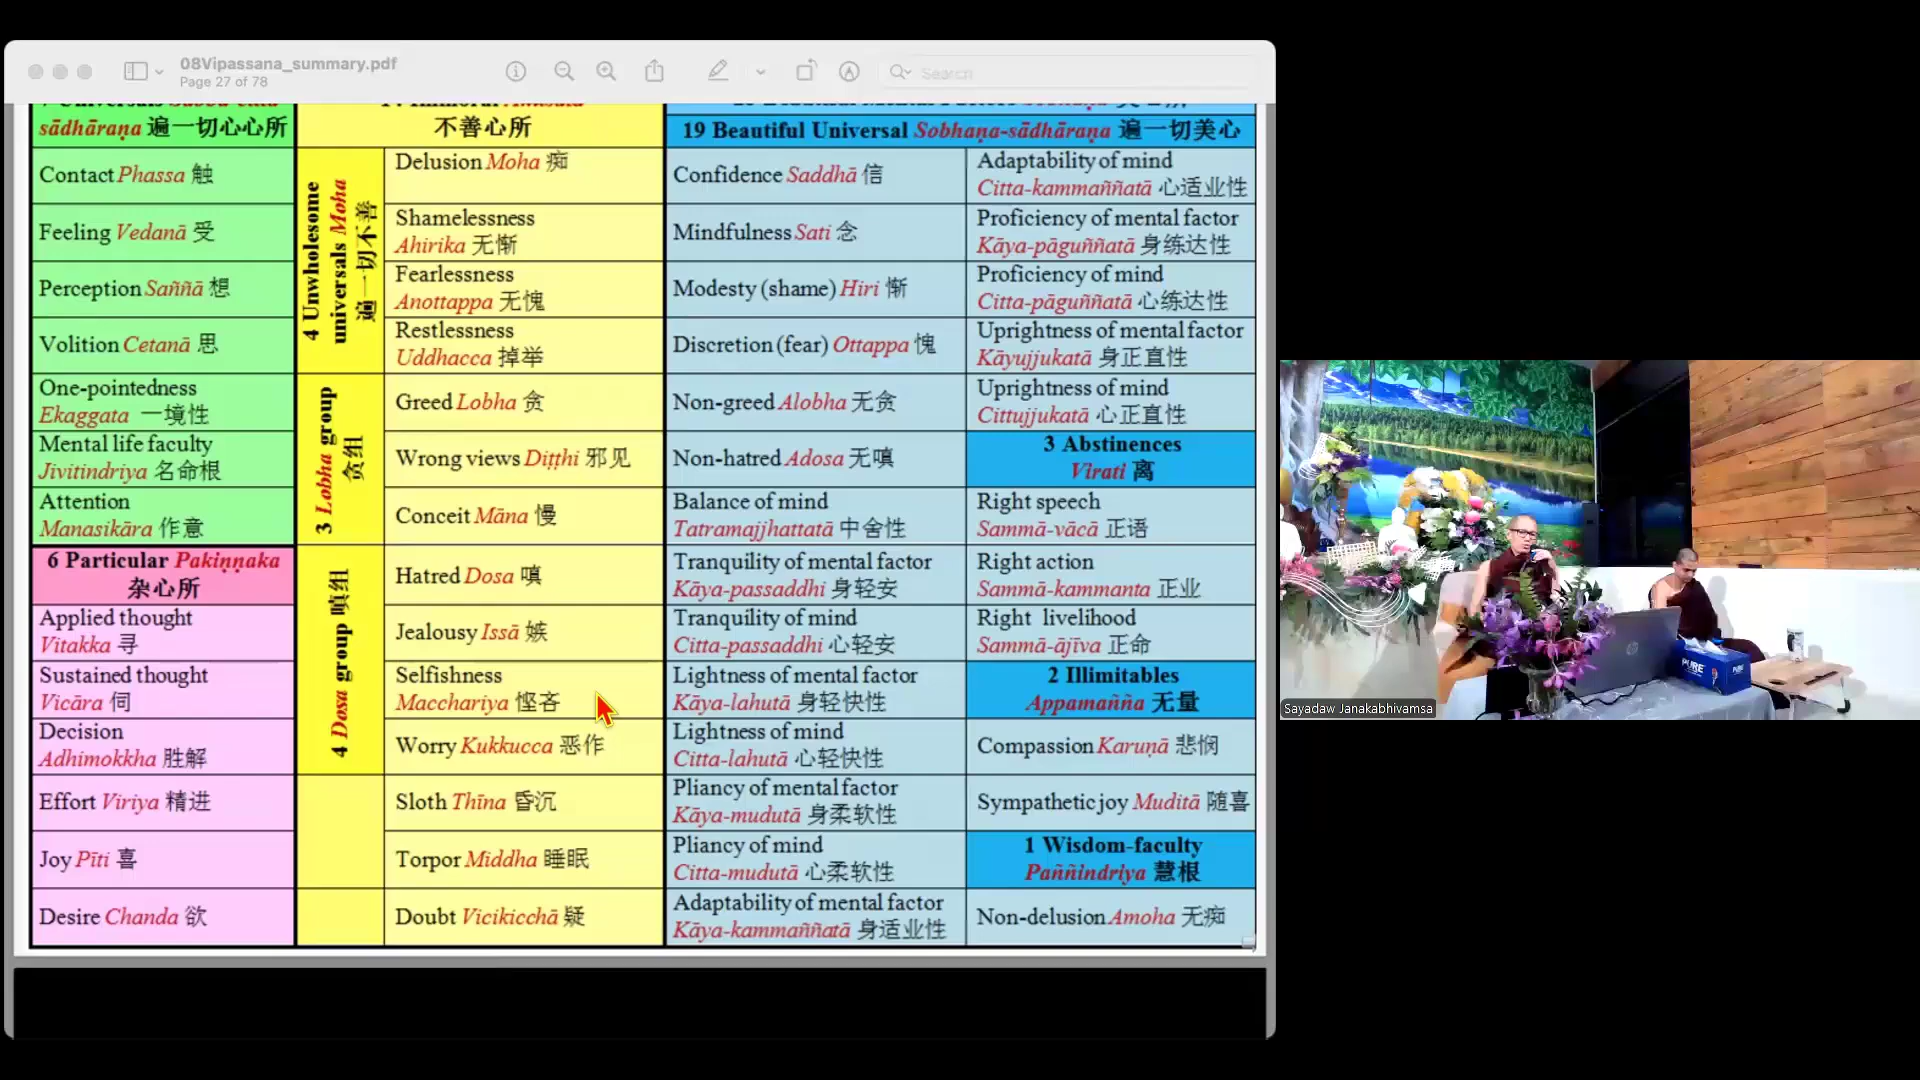 08Vipassana_summary.pdf
Page 27 of 78
Search
sādhāraṇa 遍一切心心所
不善心所
19 Beautiful Universal Sobhaṇa-sādhāraṇa 遍一切美心
Contact Phassa 触
Feeling Vedanā 受
Perception Saññā 想
Volition Cetanā 思
One-pointedness
Ekaggata 一境性
Mental life faculty
Jivitindriya 名命根
Attention
Manasikāra 作意
6 Particular Pakiṇṇaka
杂心所
Applied thought
Vitakka 寻
Sustained thought
Vicāra 伺
Decision
Adhimokkha 胜解
Effort Viriya 精进
Joy Pīti 喜
Desire Chanda 欲
4 Unwholesome
universals Moha
遍一切不善
Delusion Moha 痴
Shamelessness
Ahirika 无惭
Fearlessness
Anottappa 无愧
Restlessness
Uddhacca 掉举
3 Lobha group
贪组
Greed Lobha 贪
Wrong views Diṭṭhi 邪见
Conceit Māna 慢
4 Dosa group 嗔组
Hatred Dosa 嗔
Jealousy Issā 嫉
Selfishness
Macchariya 悭吝
Worry Kukkucca 恶作
Sloth Thīna 昏沉
Torpor Middha 睡眠
Doubt Vicikicchā 疑
Confidence Saddhā 信
Mindfulness Sati 念
Modesty (shame) Hiri 惭
Discretion (fear) Ottappa 愧
Non-greed Alobha 无贪
Non-hatred Adosa 无嗔
Balance of mind
Tatramajjhattatā 中舍性
Tranquility of mental factor
Kāya-passaddhi 身轻安
Tranquility of mind
Citta-passaddhi 心轻安
Lightness of mental factor
Kāya-lahutā 身轻快性
Lightness of mind
Citta-lahutā 心轻快性
Pliancy of mental factor
Kāya-mudutā 身柔软性
Pliancy of mind
Citta-mudutā 心柔软性
Adaptability of mental factor
Kāya-kammaññatā 身适业性
Adaptability of mind
Citta-kammaññatā 心适业性
Proficiency of mental factor
Kāya-pāguññatā 身练达性
Proficiency of mind
Citta-pāguññatā 心练达性
Uprightness of mental factor
Kāyujjukatā 身正直性
Uprightness of mind
Cittujjukatā 心正直性
3 Abstinences
Virati 离
Right speech
Sammā-vācā 正语
Right action
Sammā-kammanta 正业
Right livelihood
Sammā-ājīva 正命
2 Illimitables
Appamañña 无量
Compassion Karuṇā 悲悯
Sympathetic joy Muditā 随喜
1 Wisdom-faculty
Paññindriya 慧根
Non-delusion Amoha 无痴
PURE
PURE
hp
Sayadaw Janakabhivamsa